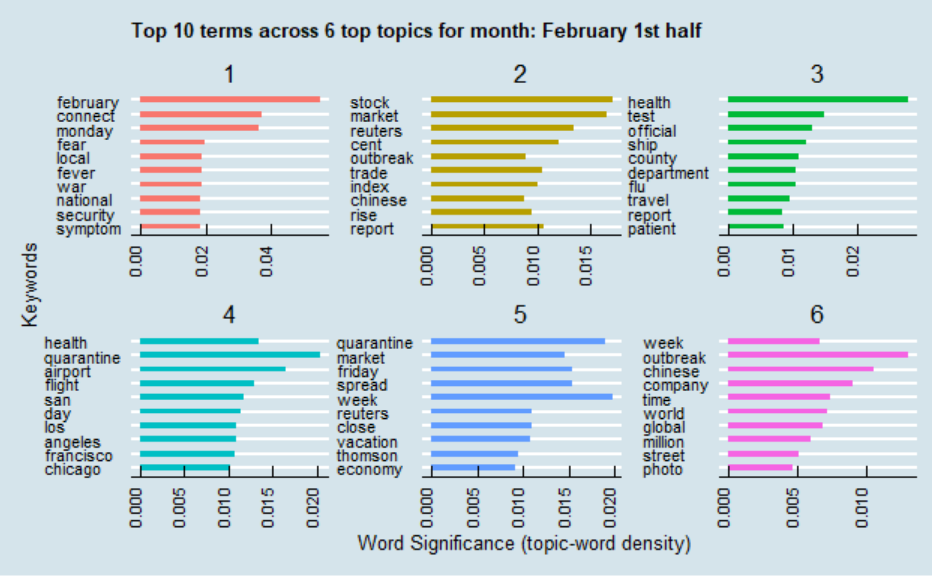 Top 10 terms across 6 top topics for month: February 1st half
1
february
connect
monday
fear
local
fever
war
national
security
symptom
0.00
0.02
0.04
2
stock
market
reuters
cent
outbreak
trade
index
chinese
rise
report
0.000
0.005
0.010
0.015
3
health
test
official
ship
county
department
flu
travel
report
patient
0.00
0.01
0.02
Keywords
4
health
quarantine
airport
flight
san
day
los
angeles
francisco
chicago
0.000
0.005
0.010
0.015
0.020
5
quarantine
market
friday
spread
week
reuters
close
vacation
thomson
economy
0.000
0.005
0.010
0.015
0.020
6
week
outbreak
chinese
company
time
world
global
million
street
photo
0.000
0.005
0.010
Word Significance (topic-word density)